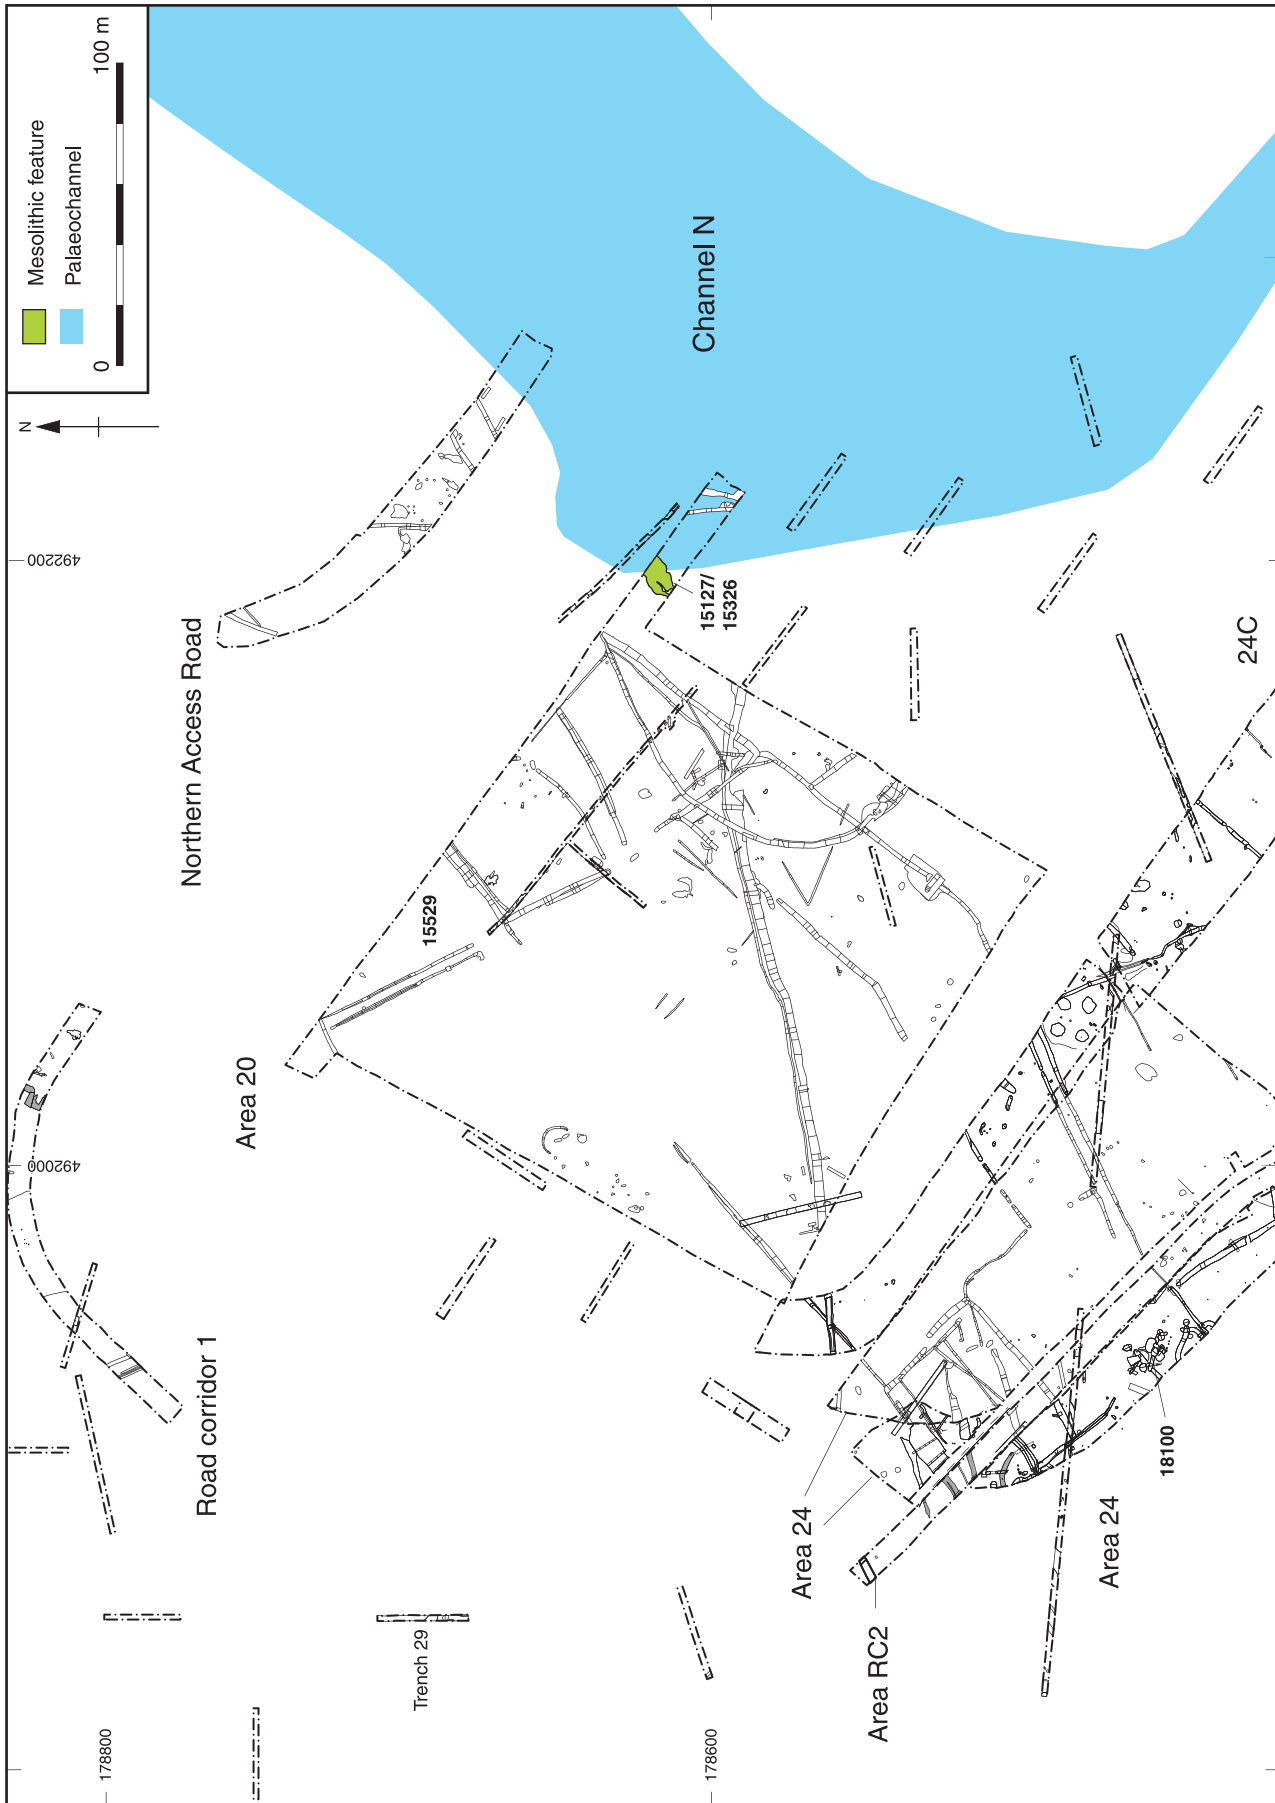 Mesolithic feature
Palaeochannel
0
100 m
N
Northern Access Road
492200
Channel N
15127/
15326
24C
15529
Area 20
492000
Road corridor 1
Area 24
18100
Area 24
Area RC2
Trench 29
178800
178600